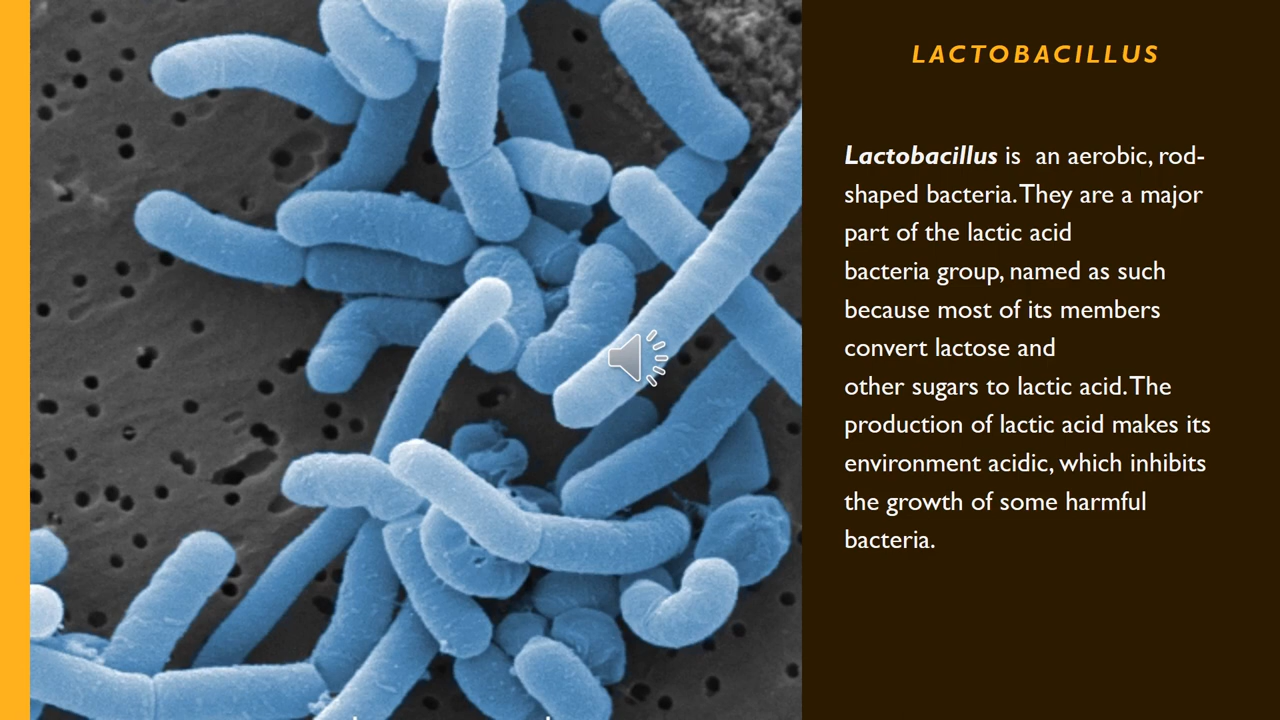 LACTOBACILLUS
Lactobacillus is  an aerobic, rod-
shaped bacteria. They are a major
part of the lactic acid
bacteria group, named as such
because most of its members
convert lactose and
other sugars to lactic acid. The
production of lactic acid makes its
environment acidic, which inhibits
the growth of some harmful
bacteria.